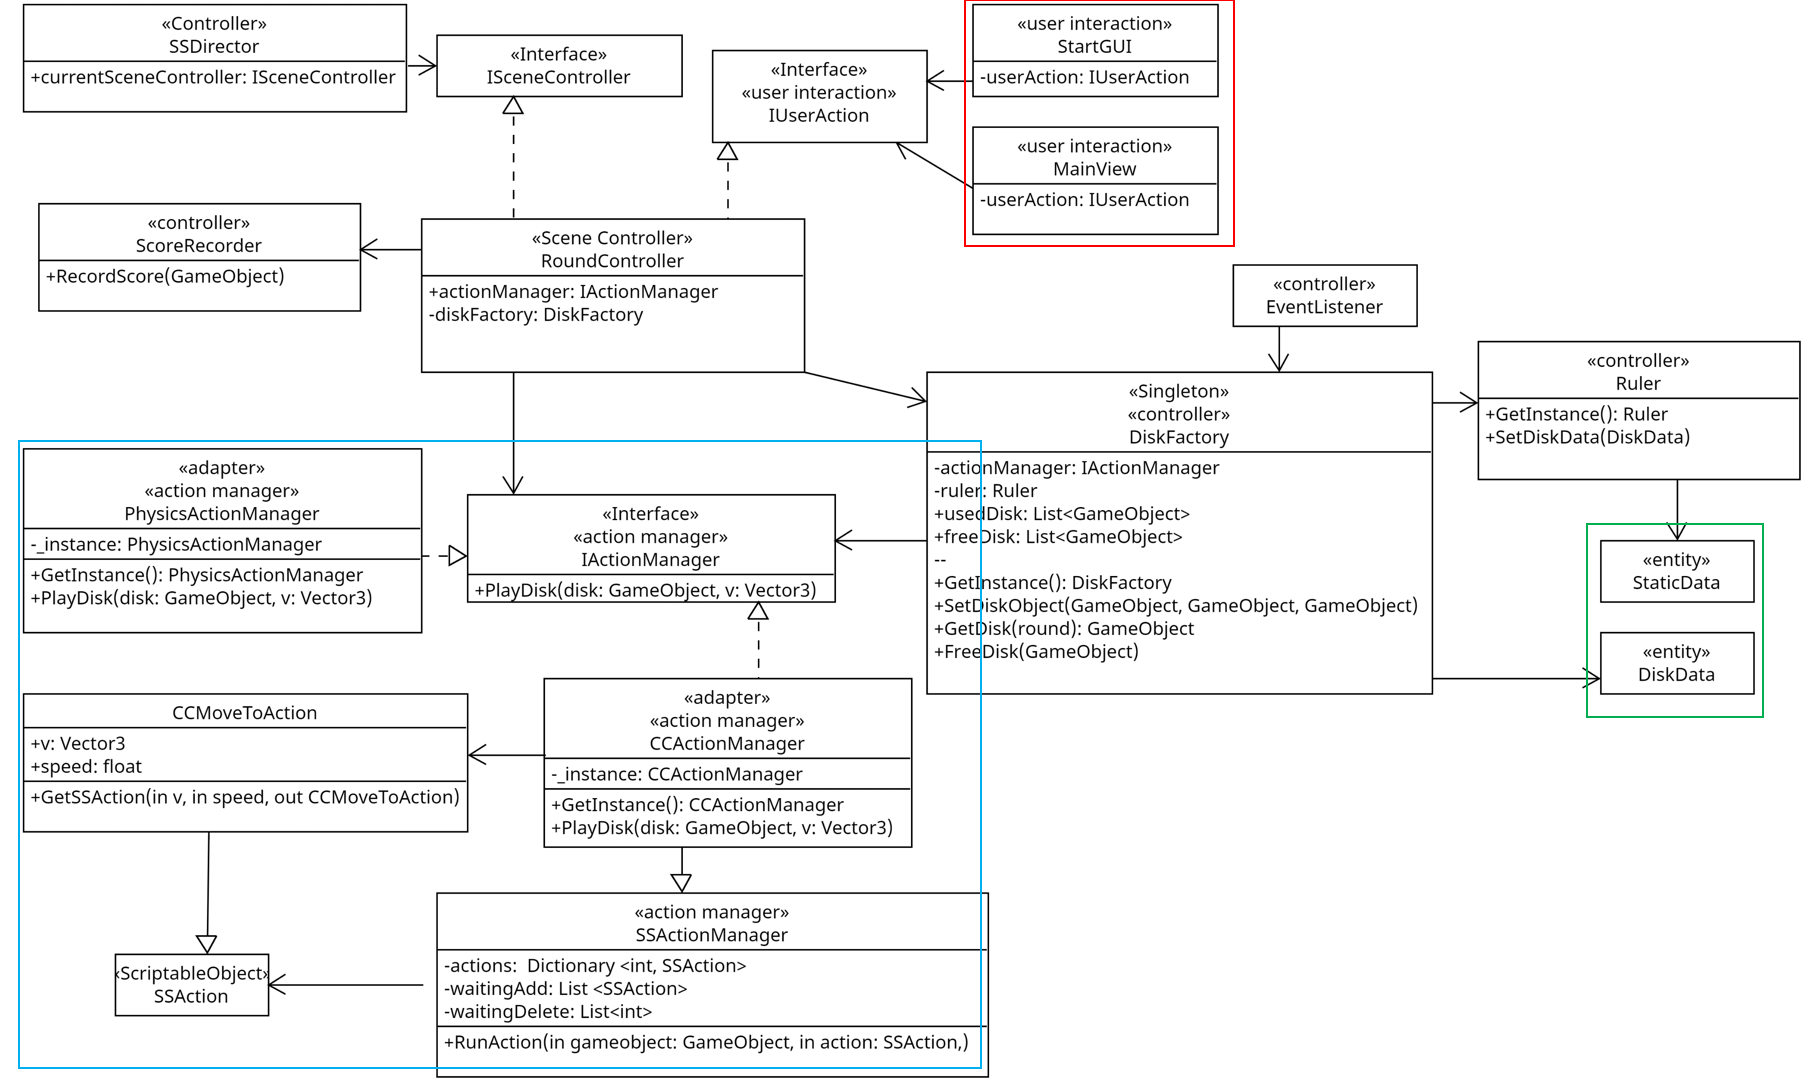 «Controller»
SSDirector
+currentSceneController: ISceneController
«Interface»
ISceneController
«Interface»
«user interaction»
IUserAction
«user interaction»
StartGUI
-userAction: IUserAction
«user interaction»
MainView
-userAction: IUserAction
«controller»
ScoreRecorder
+RecordScore(GameObject)
«Scene Controller»
RoundController
+actionManager: IActionManager
-diskFactory: DiskFactory
«controller»
EventListener
«Singleton»
«controller»
DiskFactory
-actionManager: IActionManager
-ruler: Ruler
+usedDisk: List<GameObject>
+freeDisk: List<GameObject>
--
+GetInstance(): DiskFactory
+SetDiskObject(GameObject, GameObject, GameObject)
+GetDisk(round): GameObject
+FreeDisk(GameObject)
«controller»
Ruler
+GetInstance(): Ruler
+SetDiskData(DiskData)
«entity»
StaticData
«entity»
DiskData
«adapter»
«action manager»
PhysicsActionManager
-_instance: PhysicsActionManager
+GetInstance(): PhysicsActionManager
+PlayDisk(disk: GameObject, v: Vector3)
«Interface»
«action manager»
IActionManager
+PlayDisk(disk: GameObject, v: Vector3)
CCMoveToAction
+v: Vector3
+speed: float
+GetSSAction(in v, in speed, out CCMoveToAction)
«adapter»
«action manager»
CCActionManager
-_instance: CCActionManager
+GetInstance(): CCActionManager
+PlayDisk(disk: GameObject, v: Vector3)
«ScriptableObject»
SSAction
«action manager»
SSActionManager
-actions:  Dictionary <int, SSAction>
-waitingAdd: List <SSAction>
-waitingDelete: List<int>
+RunAction(in gameobject: GameObject, in action: SSAction,)